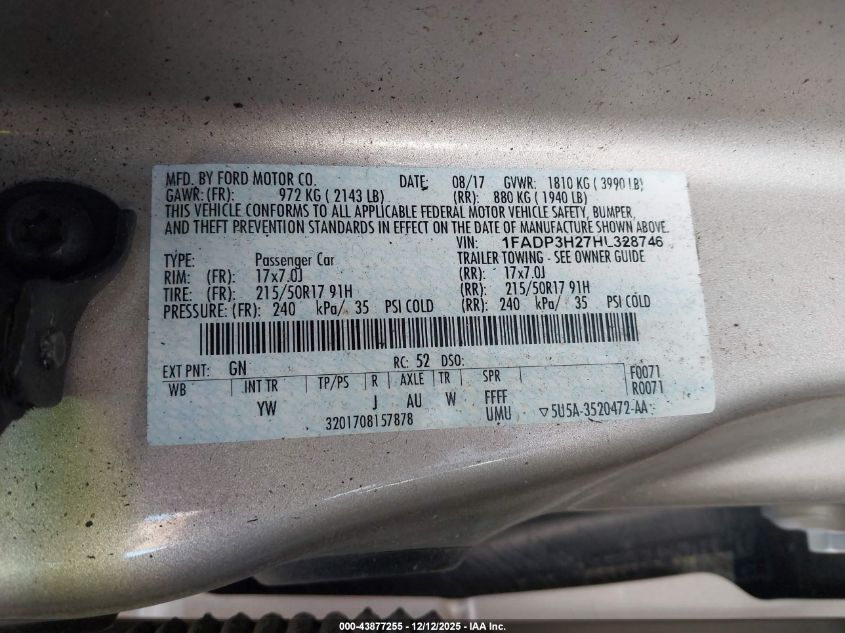 MFD. BY FORD MOTOR CO. DATE: 08/17 GVWR: 1810 KG ( 3990 LB)
GAWR: (FR): 972 KG ( 2143 LB) (RR): 880 KG ( 1940 LB)
THIS VEHICLE CONFORMS TO ALL APPLICABLE FEDERAL MOTOR VEHICLE SAFETY, BUMPER,
AND THEFT PREVENTION STANDARDS IN EFFECT ON THE DATE OF MANUFACTURE SHOWN ABOVE.
VIN: 1FADP3H27HL328746
TYPE: Passenger Car TRAILER TOWING - SEE OWNER GUIDE
RIM: (FR): 17x7.0J (RR): 17x7.0J
TIRE: (FR): 215/50R17 91H (RR): 215/50R17 91H
PRESSURE: (FR): 240 kPa/ 35 PSI COLD (RR): 240 kPa/ 35 PSI COLD
EXT PNT: GN RC: 52 DSO: F0071
WB INT TR TP/PS R AXLE TR SPR R0071
YW J AU W FFFF
3201708157878 UMU ▽5U5A-3520472-AA
000-43877255 - 12/12/2025 - IAA Inc.